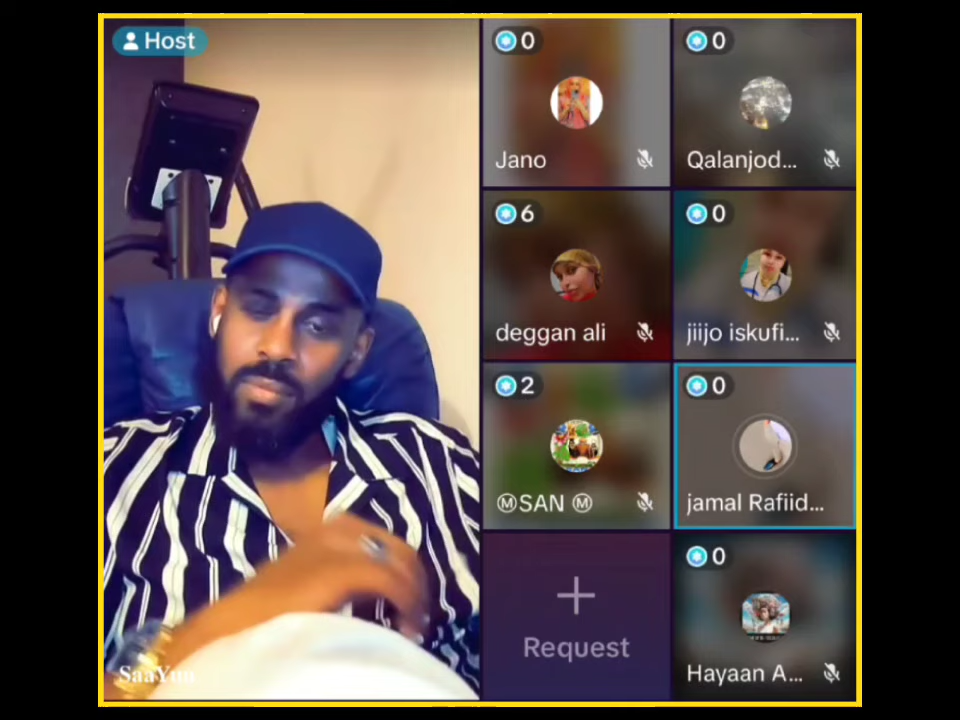 Host
0
Jano
0
Qalanjod...
6
deggan ali
0
jiijo iskufi...
2
ⓂSAN Ⓜ
0
jamal Rafiid...
+
Request
0
Hayaan A...